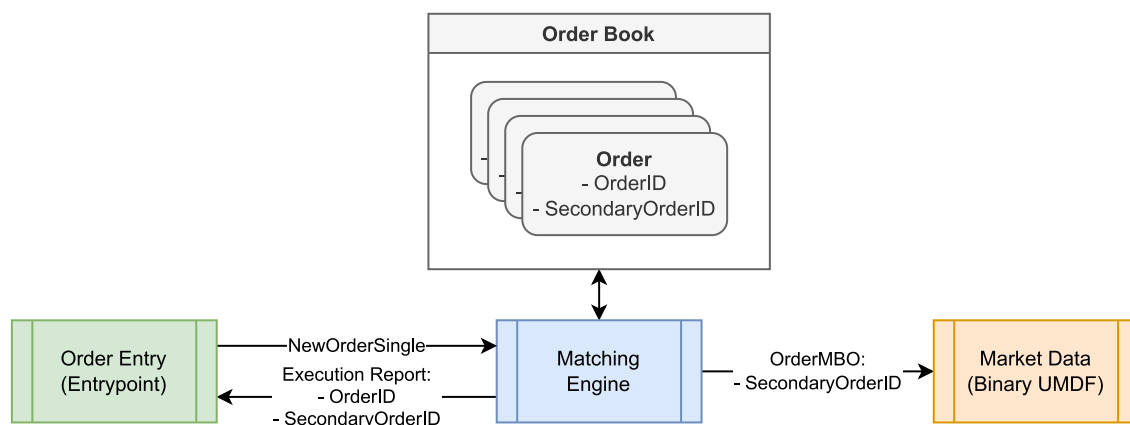 Order Book
-
-
-
Order
- OrderID
- SecondaryOrderID
Order Entry
(Entrypoint)
NewOrderSingle
Execution Report:
- OrderID
- SecondaryOrderID
Matching
Engine
OrderMBO:
- SecondaryOrderID
Market Data
(Binary UMDF)